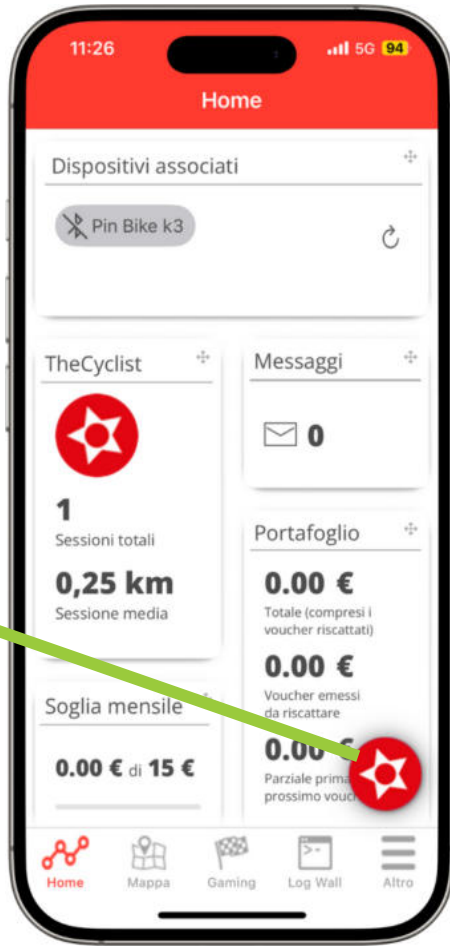 11:26
5G 94
Home
Dispositivi associati
Pin Bike k3
TheCyclist
1
Sessioni totali
0,25 km
Sessione media
Messaggi
0
Portafoglio
0.00 €
Totale (compresi i
voucher riscattati)
0.00 €
Voucher emessi
da riscattare
0.00 €
Parziale prima
prossimo
Soglia mensile
0.00 € di 15 €
Home Mappa Gaming Log Wall Altro